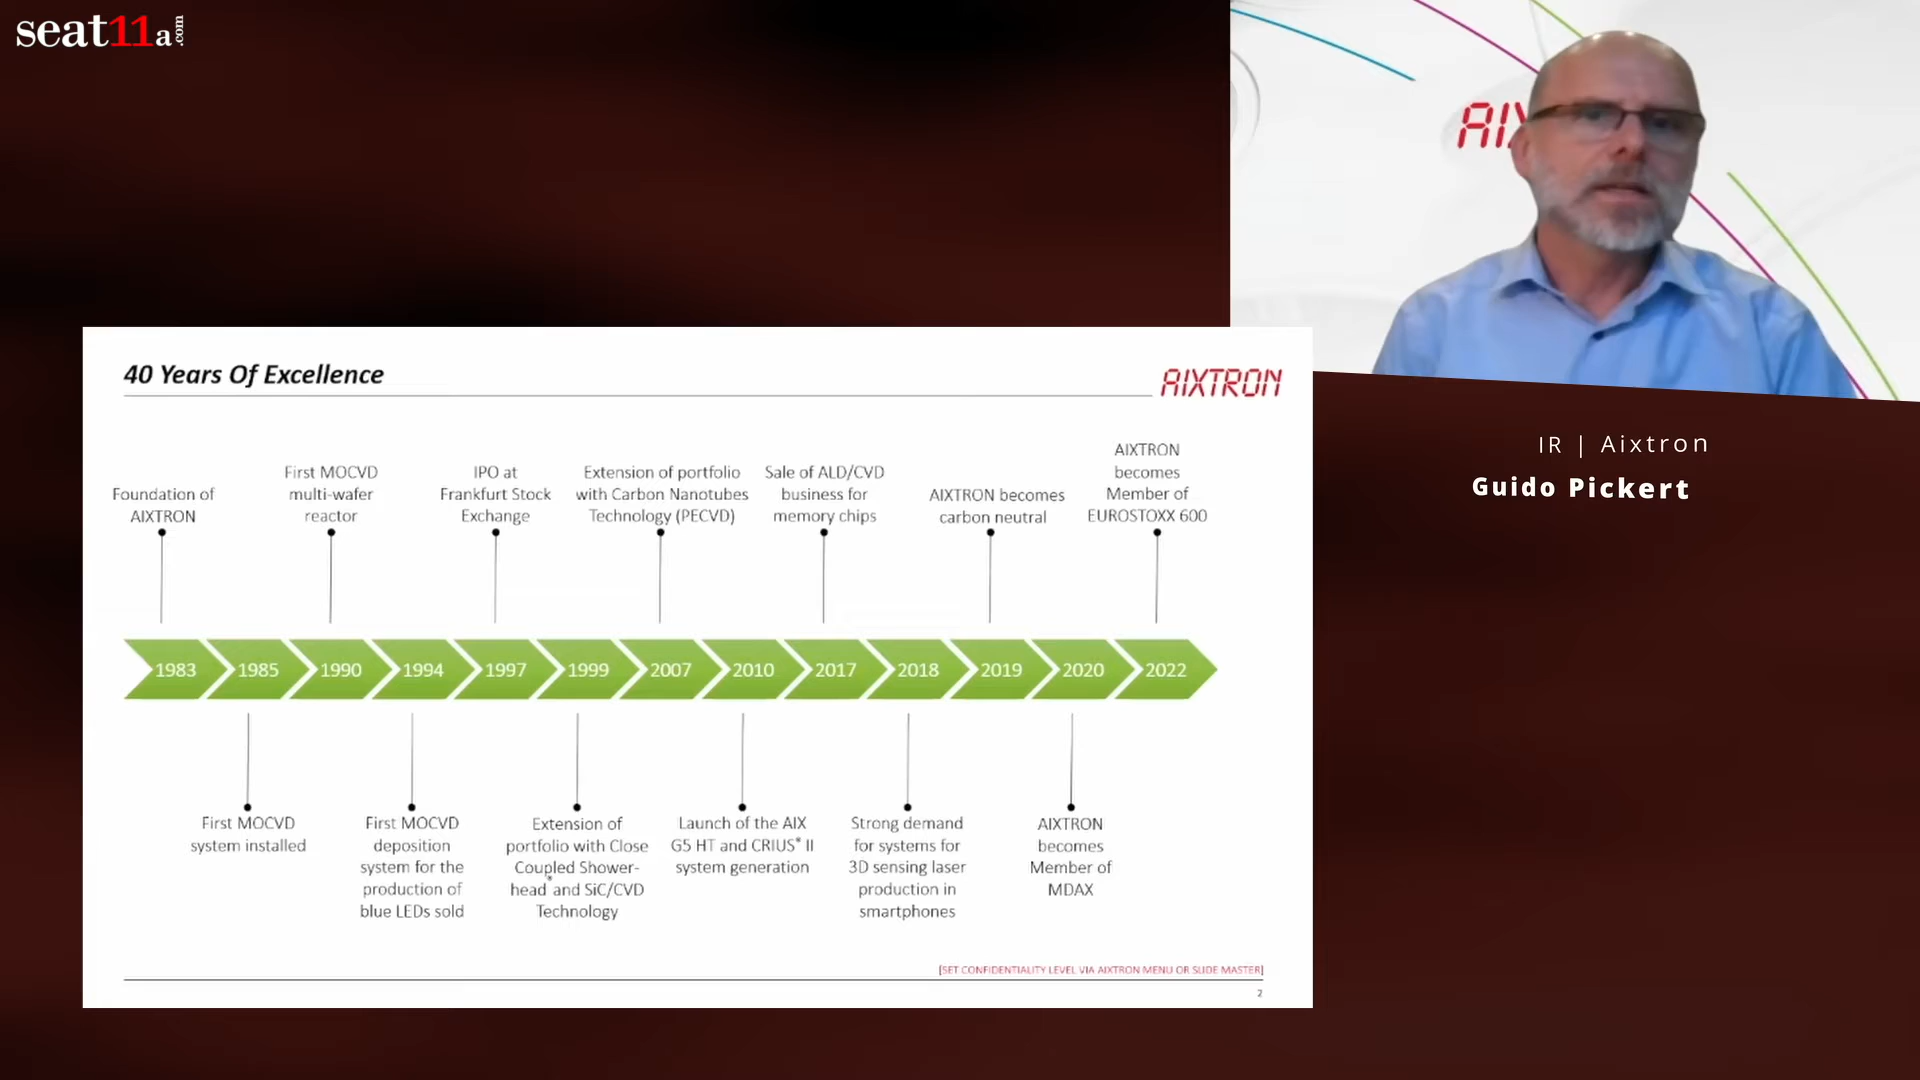 seat11a.com
AIX
IR | Aixtron
Guido Pickert
40 Years Of Excellence
AIXTRON
Foundation of
AIXTRON
First MOCVD
multi-wafer
reactor
IPO at
Frankfurt Stock
Exchange
Extension of portfolio
with Carbon Nanotubes
Technology (PECVD)
Sale of ALD/CVD
business for
memory chips
AIXTRON becomes
carbon neutral
AIXTRON
becomes
Member of
EUROSTOXX 600
1983 1985 1990 1994 1997 1999 2007 2010 2017 2018 2019 2020 2022
First MOCVD
system installed
First MOCVD
deposition
system for the
production of
blue LEDs sold
Extension of
portfolio with Close
Coupled Shower-
head® and SiC/CVD
Technology
Launch of the AIX
G5 HT and CRIUS® II
system generation
Strong demand
for systems for
3D sensing laser
production in
smartphones
AIXTRON
becomes
Member of
MDAX
[SET CONFIDENTIALITY LEVEL VIA AIXTRON MENU OR SLIDE MASTER]
2